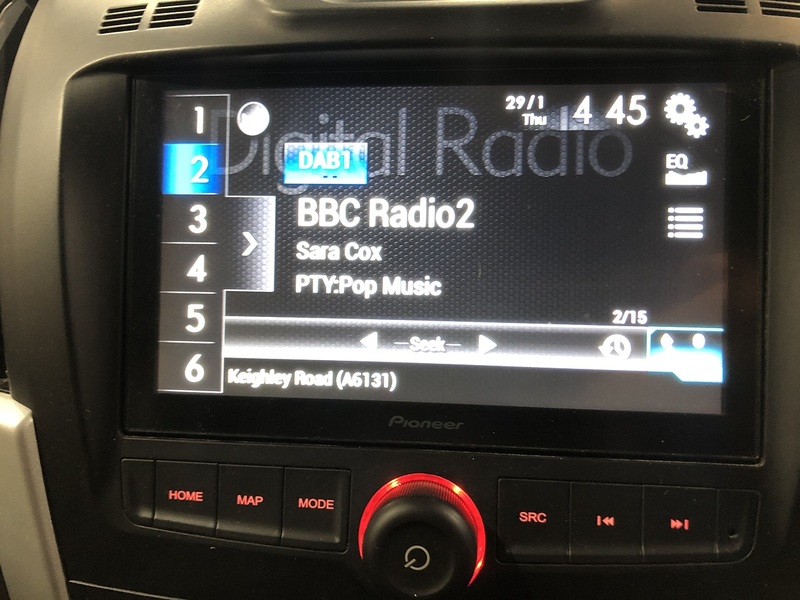 29/1
Thu
4 45
1
2
3
4
5
6
Digital Radio
DAB1
EQ
BBC Radio2
Sara Cox
PTY:Pop Music
2/15
Seek
Keighley Road (A6131)
Pioneer
HOME MAP MODE SRC